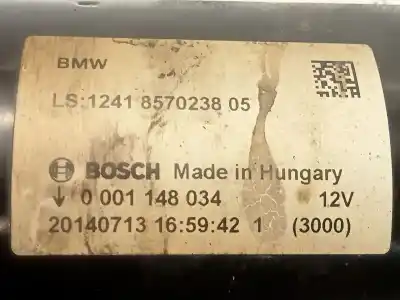 BMW
LS:1241 8570238 05
BOSCH Made in Hungary
↓ 0 001 148 034 12V
20140713 16:59:42 1 (3000)